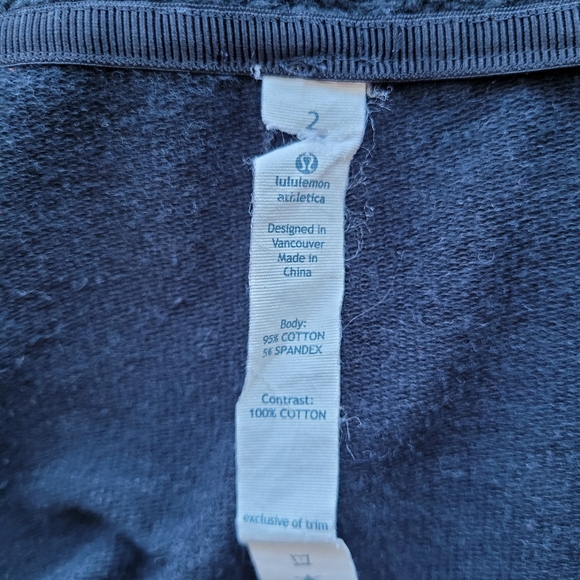 2
lululemon
athletica
Designed in
Vancouver
Made in
China
Body:
95% COTTON
5% SPANDEX
Contrast:
100% COTTON
exclusive of trim